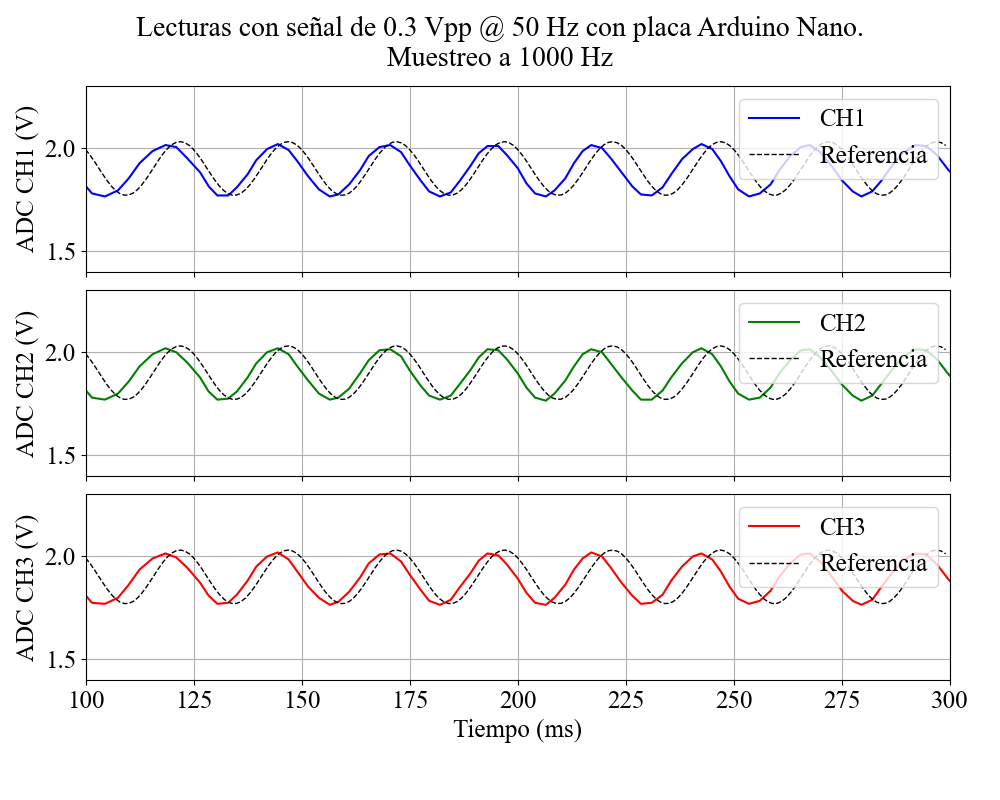 Lecturas con señal de 0.3 Vpp @ 50 Hz con placa Arduino Nano.
Muestreo a 1000 Hz
ADC CH1 (V)
2.0
1.5
CH1
Referencia
ADC CH2 (V)
2.0
1.5
CH2
Referencia
ADC CH3 (V)
2.0
1.5
CH3
Referencia
100 125 150 175 200 225 250 275 300
Tiempo (ms)